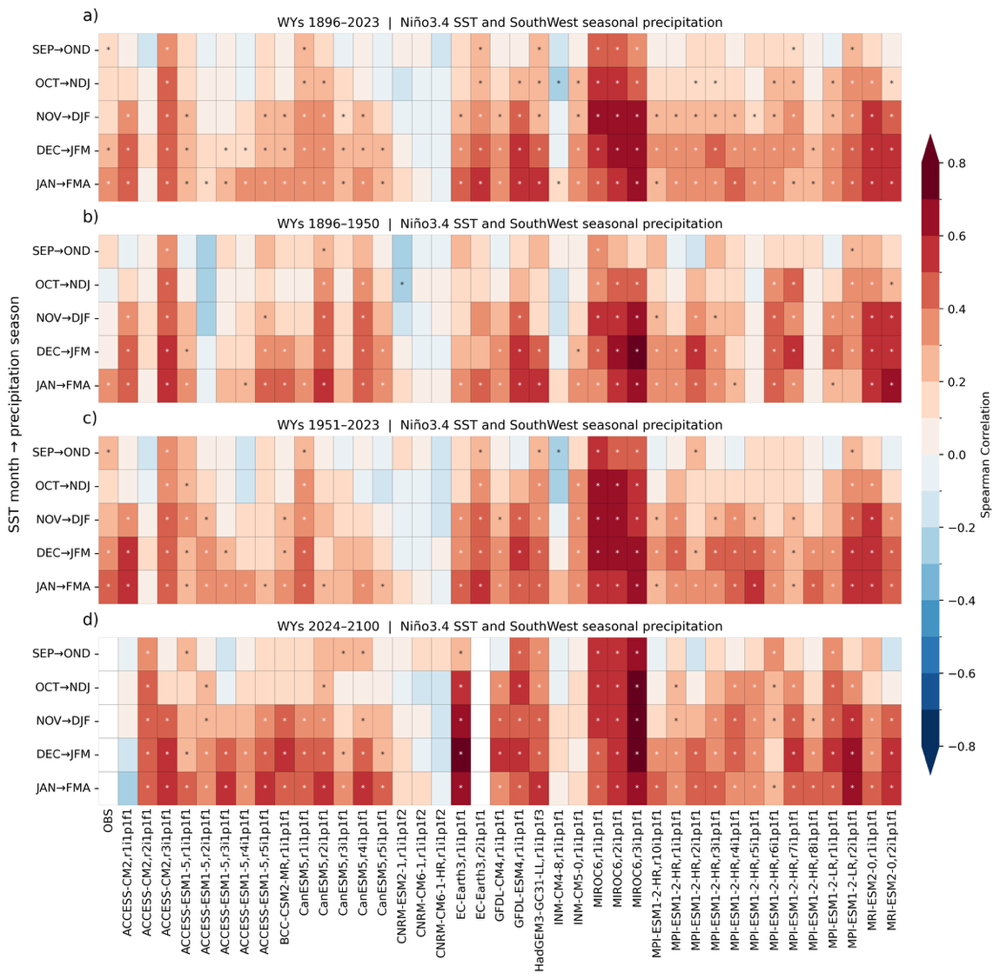 a)
WYs 1896–2023 | Niño3.4 SST and SouthWest seasonal precipitation
SEP→OND
OCT→NDJ
NOV→DJF
DEC→JFM
JAN→FMA
b)
WYs 1896–1950 | Niño3.4 SST and SouthWest seasonal precipitation
SEP→OND
OCT→NDJ
NOV→DJF
DEC→JFM
JAN→FMA
c)
WYs 1951–2023 | Niño3.4 SST and SouthWest seasonal precipitation
SEP→OND
OCT→NDJ
NOV→DJF
DEC→JFM
JAN→FMA
d)
WYs 2024–2100 | Niño3.4 SST and SouthWest seasonal precipitation
SEP→OND
OCT→NDJ
NOV→DJF
DEC→JFM
JAN→FMA
SST month → precipitation season
OBS
ACCESS-CM2,r1i1p1f1
ACCESS-CM2,r2i1p1f1
ACCESS-CM2,r3i1p1f1
ACCESS-ESM1-5,r1i1p1f1
ACCESS-ESM1-5,r2i1p1f1
ACCESS-ESM1-5,r3i1p1f1
ACCESS-ESM1-5,r4i1p1f1
ACCESS-ESM1-5,r5i1p1f1
BCC-CSM2-MR,r1i1p1f1
CanESM5,r1i1p1f1
CanESM5,r2i1p1f1
CanESM5,r3i1p1f1
CanESM5,r4i1p1f1
CanESM5,r5i1p1f1
CNRM-ESM2-1,r1i1p1f2
CNRM-CM6-1,r1i1p1f2
CNRM-CM6-1-HR,r1i1p1f2
EC-Earth3,r1i1p1f1
EC-Earth3,r2i1p1f1
GFDL-CM4,r1i1p1f1
GFDL-ESM4,r1i1p1f1
HadGEM3-GC31-LL,r1i1p1f3
INM-CM4-8,r1i1p1f1
INM-CM5-0,r1i1p1f1
MIROC6,r1i1p1f1
MIROC6,r2i1p1f1
MIROC6,r3i1p1f1
MPI-ESM1-2-HR,r10i1p1f1
MPI-ESM1-2-HR,r1i1p1f1
MPI-ESM1-2-HR,r2i1p1f1
MPI-ESM1-2-HR,r3i1p1f1
MPI-ESM1-2-HR,r4i1p1f1
MPI-ESM1-2-HR,r5i1p1f1
MPI-ESM1-2-HR,r6i1p1f1
MPI-ESM1-2-HR,r7i1p1f1
MPI-ESM1-2-HR,r8i1p1f1
MPI-ESM1-2-LR,r1i1p1f1
MPI-ESM1-2-LR,r2i1p1f1
MRI-ESM2-0,r1i1p1f1
MRI-ESM2-0,r2i1p1f1
0.8
0.6
0.4
0.2
0.0
−0.2
−0.4
−0.6
−0.8
Spearman Correlation